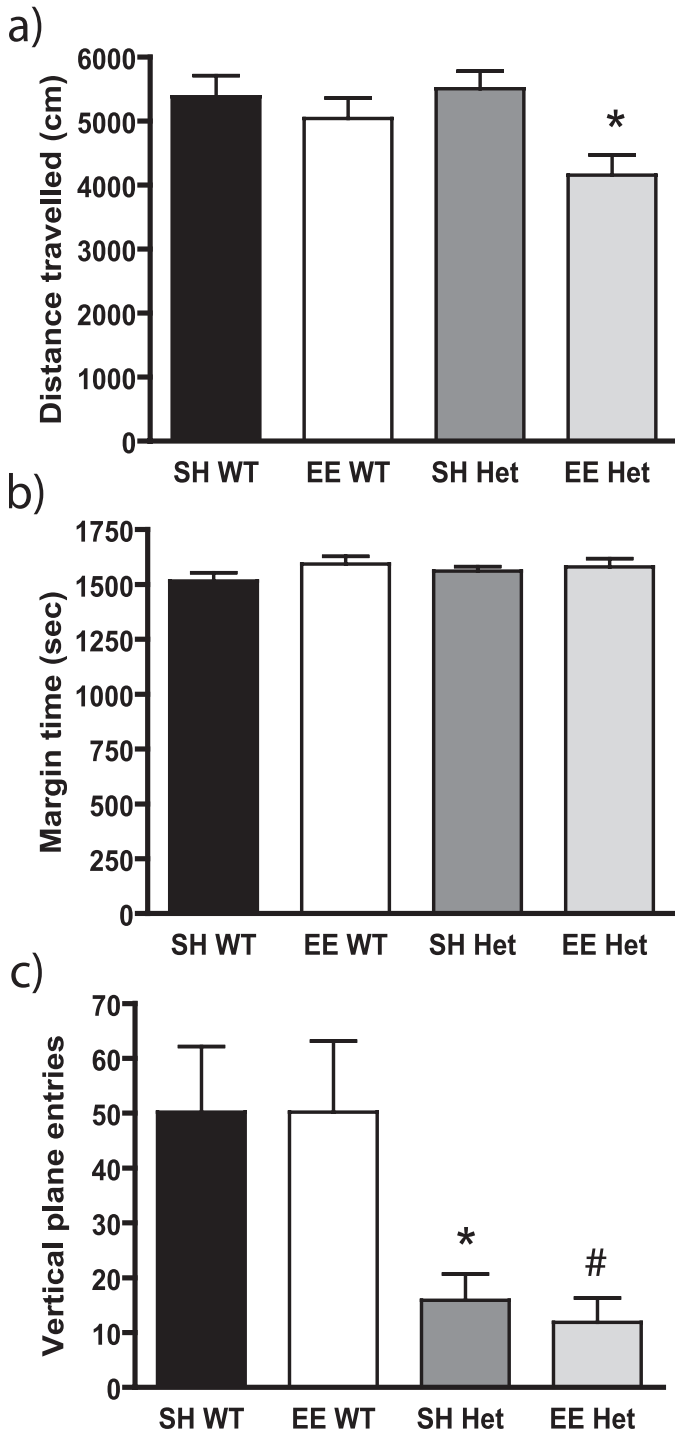 a)
Distance travelled (cm)
6000
5000
4000
3000
2000
1000
0
*
SH WT EE WT SH Het EE Het
b)
Margin time (sec)
1750
1500
1250
1000
750
500
250
0
SH WT EE WT SH Het EE Het
c)
Vertical plane entries
70
60
50
40
30
20
10
0
* #
SH WT EE WT SH Het EE Het